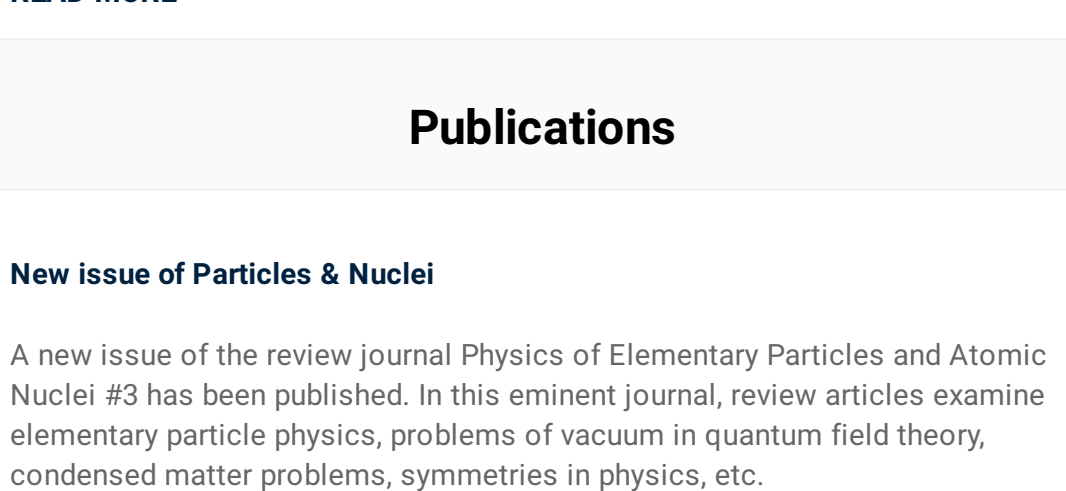 READ MORE
Publications
New issue of Particles & Nuclei
A new issue of the review journal Physics of Elementary Particles and Atomic
Nuclei #3 has been published. In this eminent journal, review articles examine
elementary particle physics, problems of vacuum in quantum field theory,
condensed matter problems, symmetries in physics, etc.